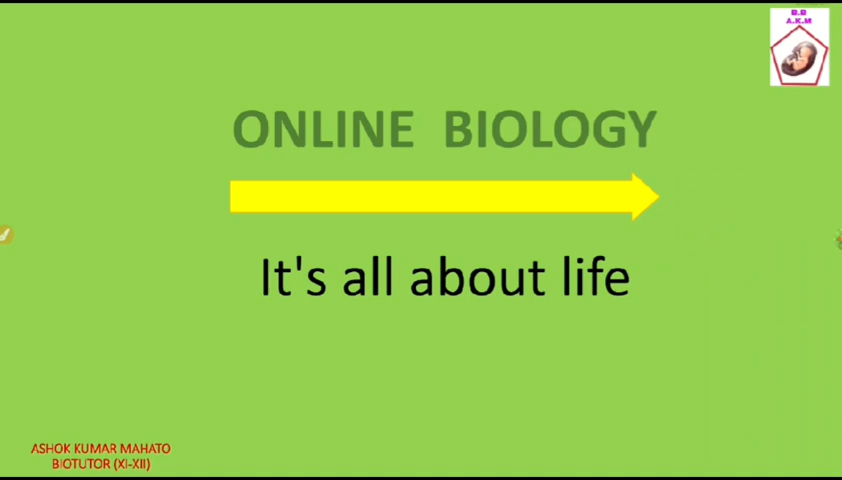 O.B
A.K.M
ONLINE BIOLOGY
It's all about life
ASHOK KUMAR MAHATO
BIOTUTOR (XI-XII)